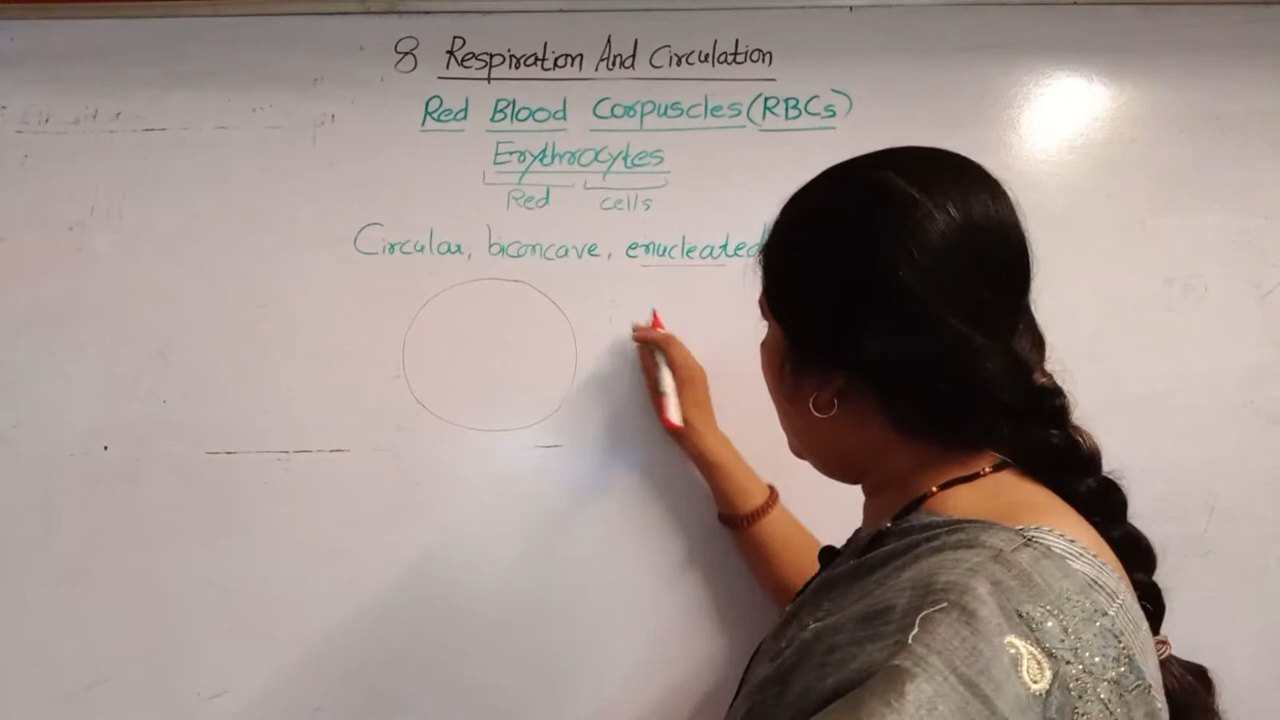 8 Respiration And Circulation
Red Blood Corpuscles (RBCs)
Erythrocytes
Red cells
Circular, biconcave, enucleated